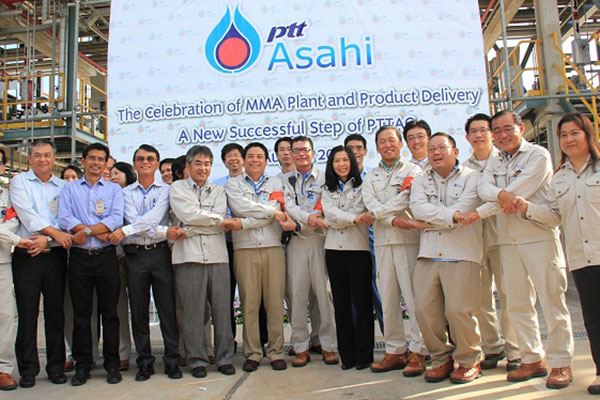 ptt
Asahi
The Celebration of MMA Plant and Product Delivery
A New Successful Step of PTTAC